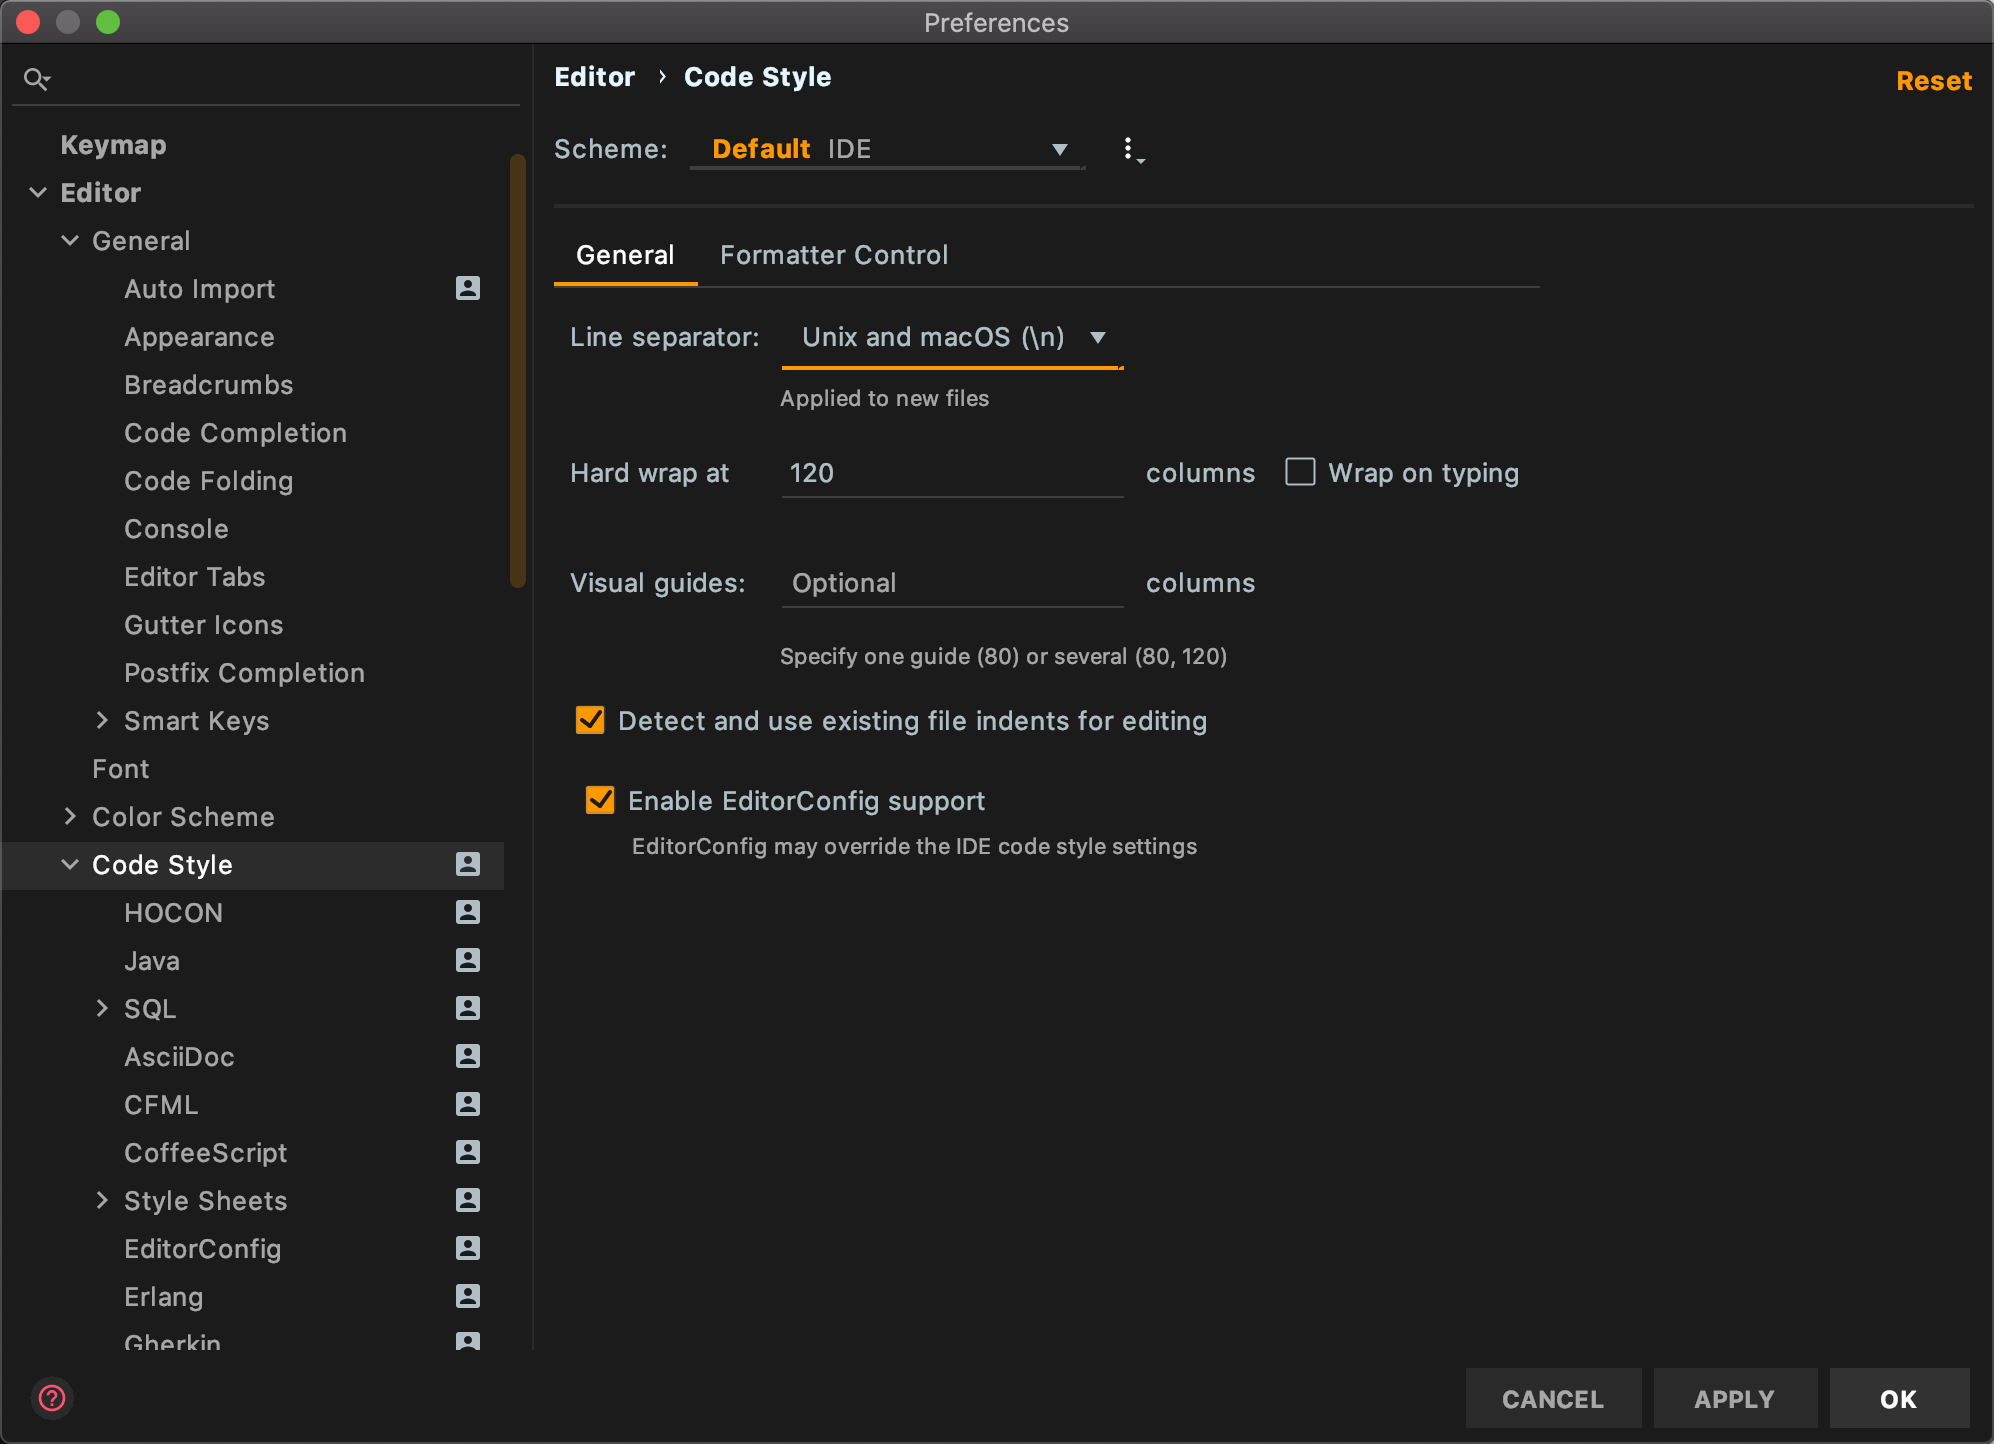 Preferences
Keymap
Editor
General
Auto Import
Appearance
Breadcrumbs
Code Completion
Code Folding
Console
Editor Tabs
Gutter Icons
Postfix Completion
Smart Keys
Font
Color Scheme
Code Style
HOCON
Java
SQL
AsciiDoc
CFML
CoffeeScript
Style Sheets
EditorConfig
Erlang
Gherkin
Editor › Code Style
Reset
Scheme: Default IDE
General Formatter Control
Line separator: Unix and macOS (\n)
Applied to new files
Hard wrap at 120 columns Wrap on typing
Visual guides: Optional columns
Specify one guide (80) or several (80, 120)
Detect and use existing file indents for editing
Enable EditorConfig support
EditorConfig may override the IDE code style settings
?
CANCEL APPLY OK